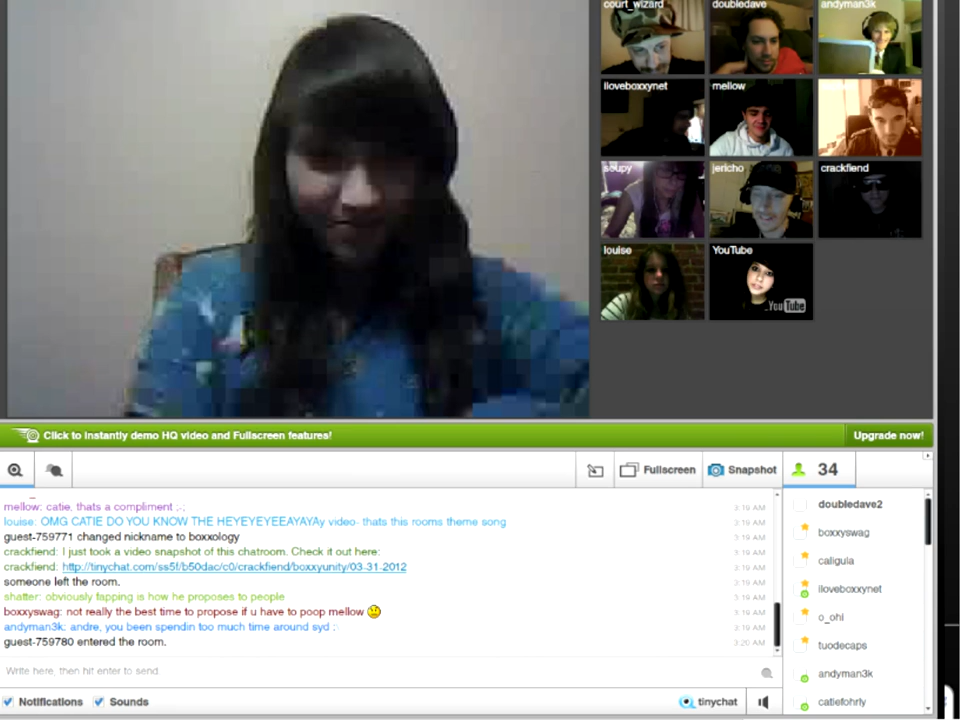 court_wizard
doubledave
andyman3k
iloveboxxynet
mellow
soupy
jericho
crackfiend
louise
YouTube
YouTube
Click to instantly demo HQ video and Fullscreen features!
Upgrade now!
Fullscreen
Snapshot
34
mellow: catie, thats a compliment ;-;
3:19 AM
louise: OMG CATIE DO YOU KNOW THE HEYEYEYEEAYAYAy video- thats this rooms theme song
3:19 AM
guest-759771 changed nickname to boxxology
3:19 AM
crackfiend: I just took a video snapshot of this chatroom. Check it out here:
3:19 AM
crackfiend: http://tinychat.com/ss5f/b50dac/c0/crackfiend/boxxyunity/03-31-2012
3:19 AM
someone left the room.
3:19 AM
shatter: obviously fapping is how he proposes to people
3:19 AM
boxxyswag: not really the best time to propose if u have to poop mellow
3:19 AM
andyman3k: andre, you been spendin too much time around syd :
3:19 AM
guest-759780 entered the room.
3:20 AM
Write here, then hit enter to send
Notifications
Sounds
tinychat
doubledave2
boxxyswag
caligula
iloveboxxynet
o_ohl
tuodecaps
andyman3k
catiefohrly